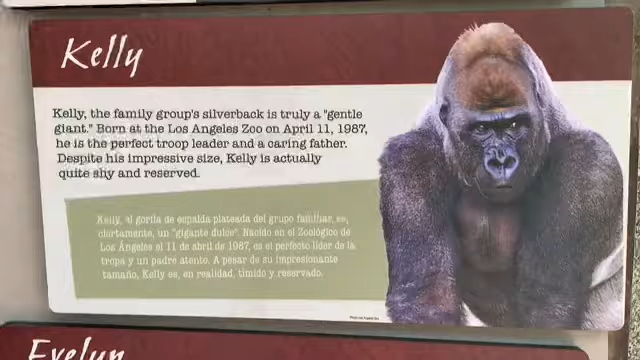 Kelly
Kelly, the family group's silverback is truly a "gentle
giant." Born at the Los Angeles Zoo on April 11, 1987,
he is the perfect troop leader and a caring father.
Despite his impressive size, Kelly is actually
quite shy and reserved.
Kelly, el gorila de espalda plateada del grupo familiar, es,
ciertamente, un "gigante dulce". Nacido en el Zoológico de
Los Ángeles el 11 de abril de 1987, es el perfecto líder de la
tropa y un padre atento. A pesar de su impresionante
tamaño, Kelly es, en realidad, tímido y reservado.
Evelyn